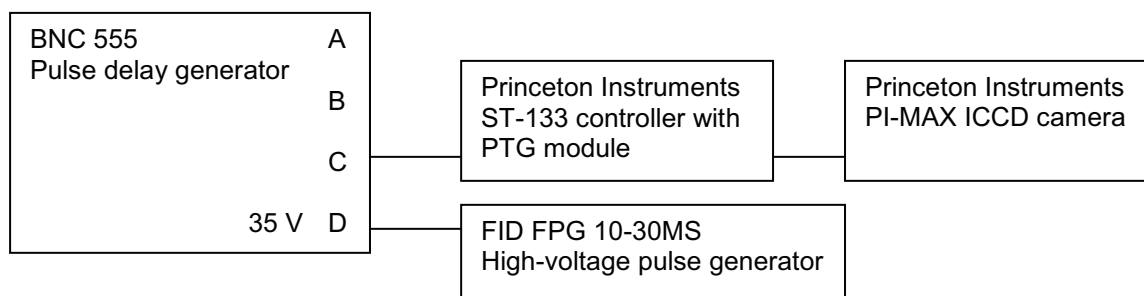 BNC 555
Pulse delay generator
A
B
C
35 V D
Princeton Instruments
ST-133 controller with
PTG module
Princeton Instruments
PI-MAX ICCD camera
FID FPG 10-30MS
High-voltage pulse generator